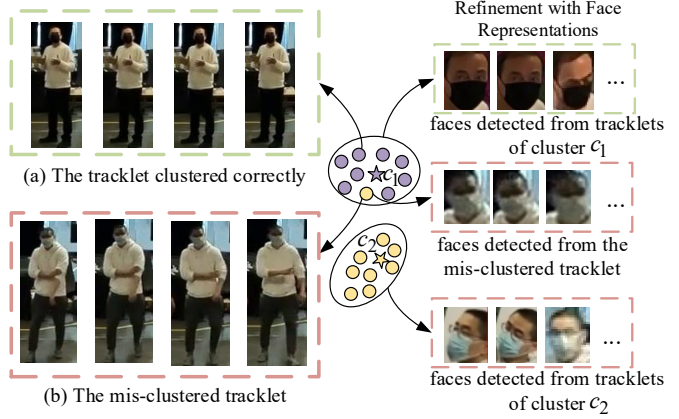 Refinement with Face
Representations
...
faces detected from tracklets
of cluster c₁
(a) The tracklet clustered correctly
c₁
...
faces detected from the
mis-clustered tracklet
c₂
...
faces detected from tracklets
of cluster c₂
(b) The mis-clustered tracklet